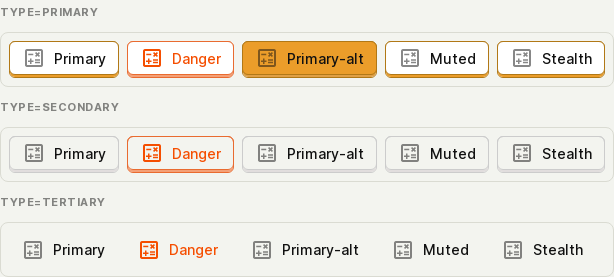 TYPE=PRIMARY
Primary Danger Primary-alt Muted Stealth
TYPE=SECONDARY
Primary Danger Primary-alt Muted Stealth
TYPE=TERTIARY
Primary Danger Primary-alt Muted Stealth